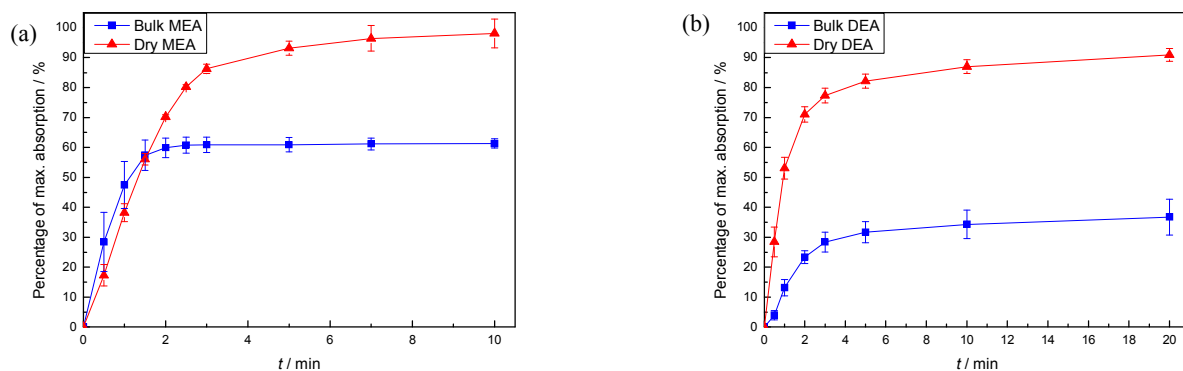 (a)
Bulk MEA
Dry MEA
Percentage of max. absorption / %
100
90
80
70
60
50
40
30
20
10
0
0 2 4 6 8 10
t / min
(b)
Bulk DEA
Dry DEA
Percentage of max. absorption / %
100
90
80
70
60
50
40
30
20
10
0
0 2 4 6 8 10 12 14 16 18 20
t / min